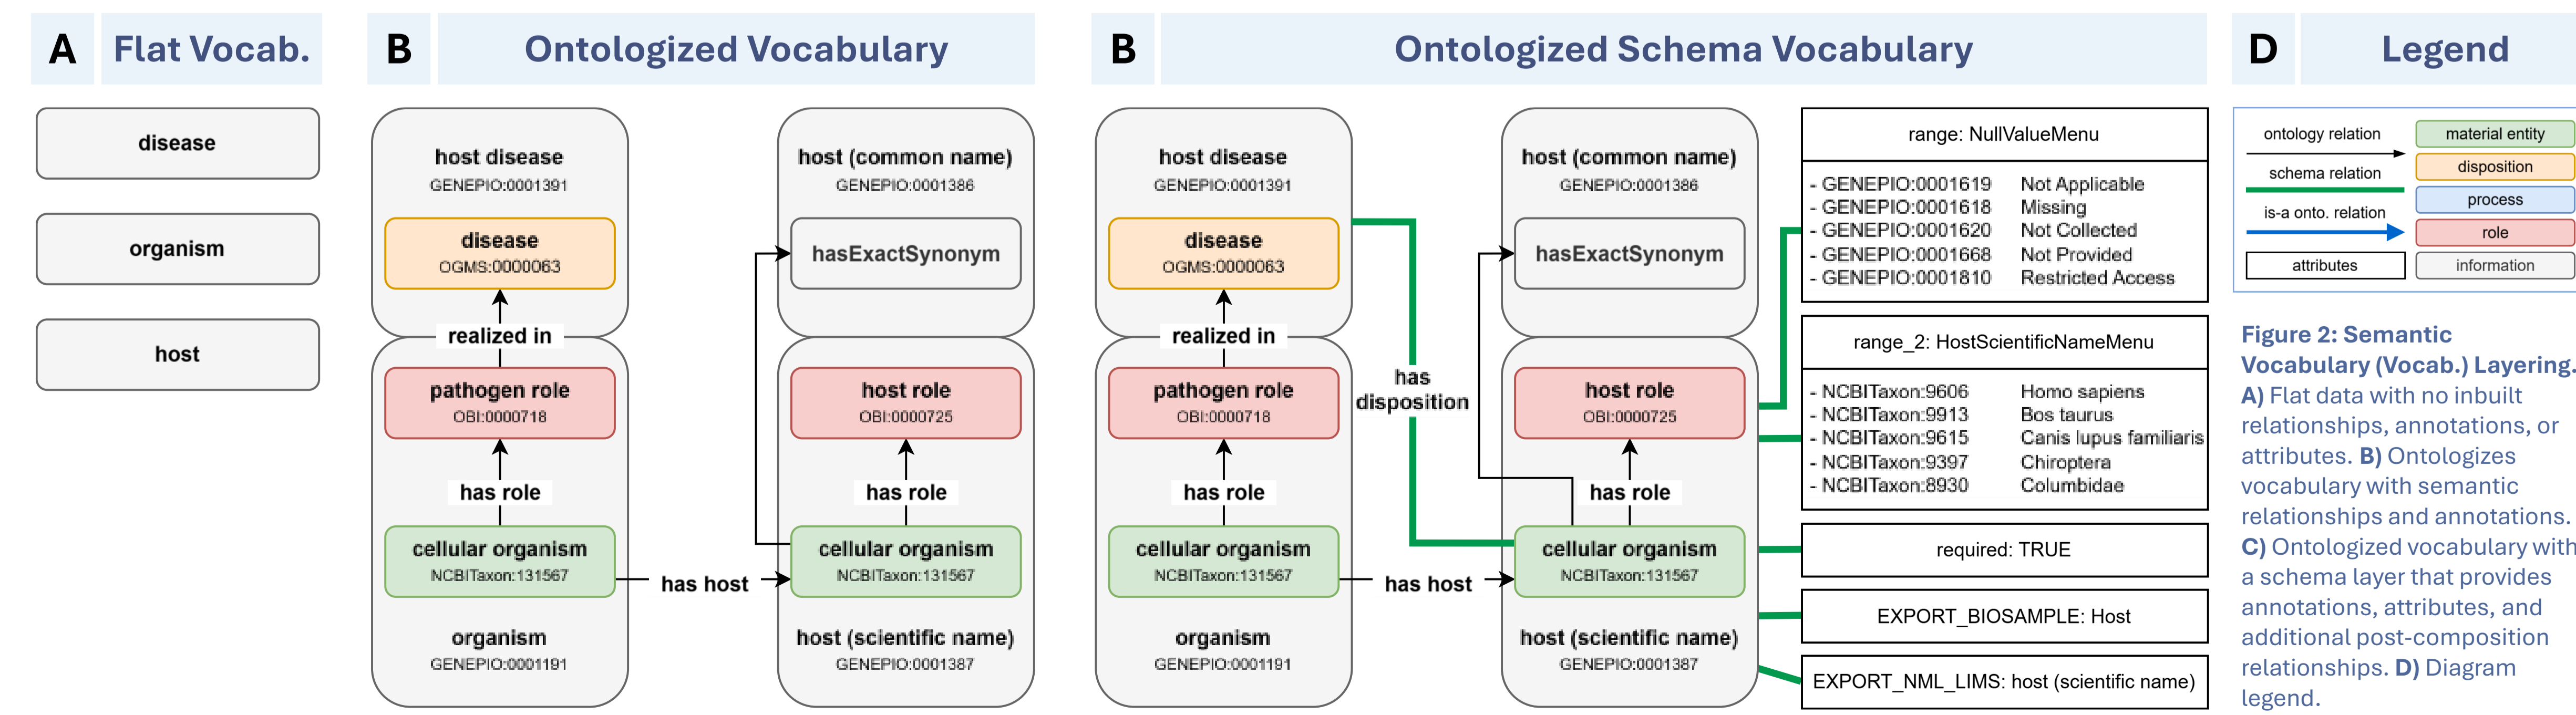 A
Flat Vocab.
disease
organism
host
B
Ontologized Vocabulary
host disease
GENEPIO:0001391
disease
OGMS:0000063
realized in
pathogen role
OBI:0000718
has role
cellular organism
NCBITaxon:131567
organism
GENEPIO:0001191
has host
host (common name)
GENEPIO:0001386
hasExactSynonym
host role
OBI:0000725
has role
cellular organism
NCBITaxon:131567
host (scientific name)
GENEPIO:0001387
B
Ontologized Schema Vocabulary
host disease
GENEPIO:0001391
disease
OGMS:0000063
realized in
pathogen role
OBI:0000718
has role
cellular organism
NCBITaxon:131567
organism
GENEPIO:0001191
has
disposition
has host
host (common name)
GENEPIO:0001386
hasExactSynonym
host role
OBI:0000725
has role
cellular organism
NCBITaxon:131567
host (scientific name)
GENEPIO:0001387
range: NullValueMenu
- GENEPIO:0001619 Not Applicable
- GENEPIO:0001618 Missing
- GENEPIO:0001620 Not Collected
- GENEPIO:0001668 Not Provided
- GENEPIO:0001810 Restricted Access
range_2: HostScientificNameMenu
- NCBITaxon:9606 Homo sapiens
- NCBITaxon:9913 Bos taurus
- NCBITaxon:9615 Canis lupus familiaris
- NCBITaxon:9397 Chiroptera
- NCBITaxon:8930 Columbidae
required: TRUE
EXPORT_BIOSAMPLE: Host
EXPORT_NML_LIMS: host (scientific name)
D
Legend
ontology relation
schema relation
is-a onto. relation
attributes
material entity
disposition
process
role
information
Figure 2: Semantic
Vocabulary (Vocab.) Layering.
A) Flat data with no inbuilt
relationships, annotations, or
attributes. B) Ontologizes
vocabulary with semantic
relationships and annotations.
C) Ontologized vocabulary with
a schema layer that provides
annotations, attributes, and
additional post-composition
relationships. D) Diagram
legend.